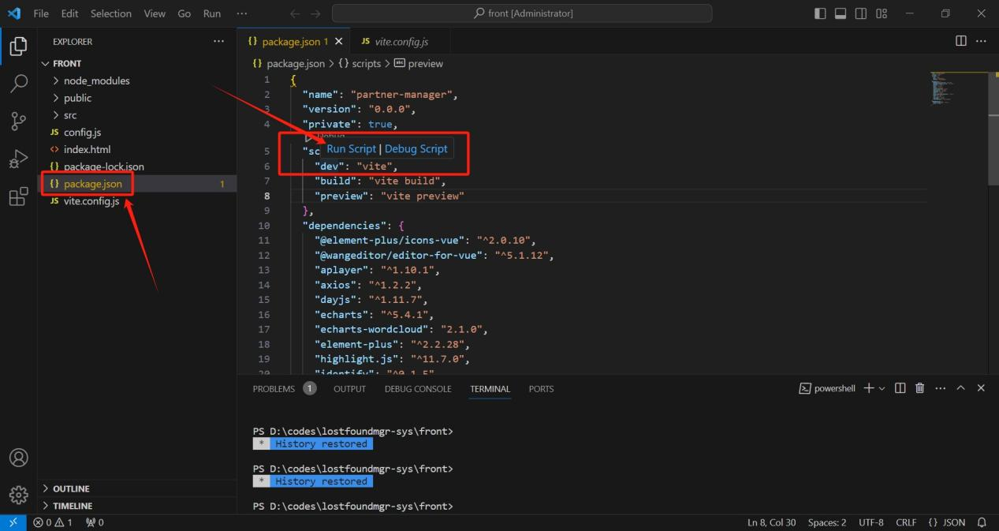 File Edit Selection View Go Run ··· front [Administrator]
EXPLORER ···
FRONT
node_modules
public
src
JS config.js
<> index.html
{} package-lock.json
{} package.json 1
JS vite.config.js
OUTLINE
TIMELINE
{} package.json 1 JS vite.config.js
{} package.json > {} scripts > abc preview
1 {
2 "name": "partner-manager",
3 "version": "0.0.0",
4 "private": true,
Debug
Run Script | Debug Script
5 "sc
6 "dev": "vite",
7 "build": "vite build",
8 "preview": "vite preview"
9 },
10 "dependencies": {
11 "@element-plus/icons-vue": "^2.0.10",
12 "@wangeditor/editor-for-vue": "^5.1.12",
13 "aplayer": "^1.10.1",
14 "axios": "^1.2.2",
15 "dayjs": "^1.11.7",
16 "echarts": "^5.4.1",
17 "echarts-wordcloud": "2.1.0",
18 "element-plus": "^2.2.28",
19 "highlight.js": "^11.7.0",
20 "identify": "^0.1.5"
PROBLEMS 1 OUTPUT DEBUG CONSOLE TERMINAL PORTS powershell
PS D:\codes\lostfoundmgr-sys\front>
* History restored
PS D:\codes\lostfoundmgr-sys\front>
* History restored
PS D:\codes\lostfoundmgr-sys\front>
0 1 0 Ln 8, Col 30 Spaces: 2 UTF-8 CRLF {} JSON